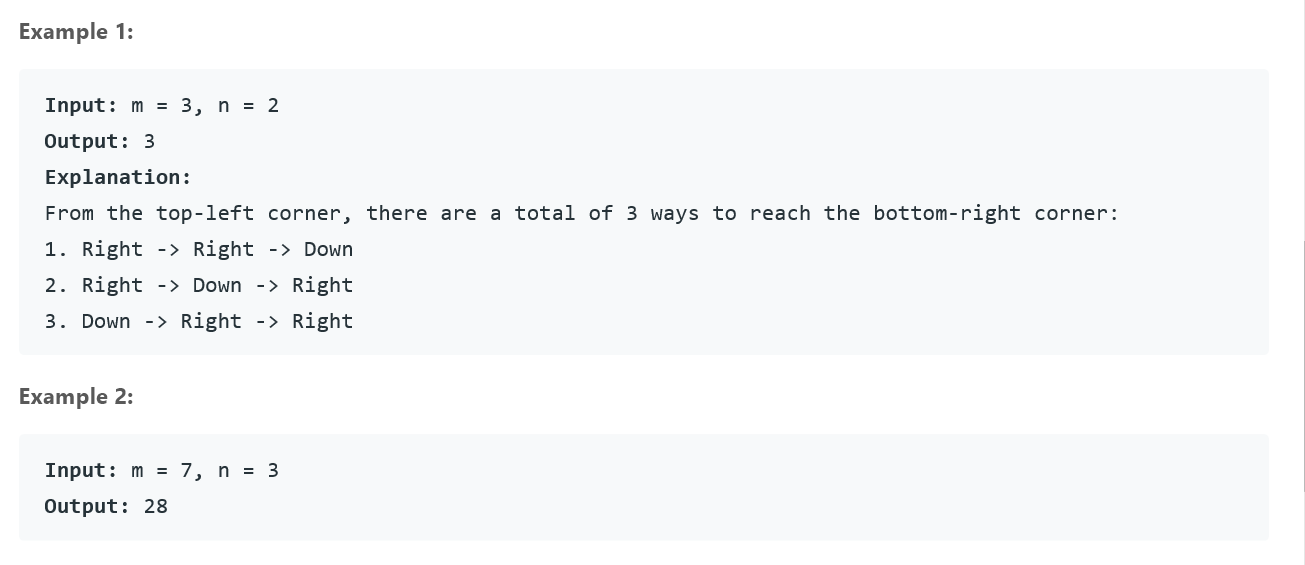 Example 1:
Input: m = 3, n = 2
Output: 3
Explanation:
From the top-left corner, there are a total of 3 ways to reach the bottom-right corner:
1. Right -> Right -> Down
2. Right -> Down -> Right
3. Down -> Right -> Right
Example 2:
Input: m = 7, n = 3
Output: 28